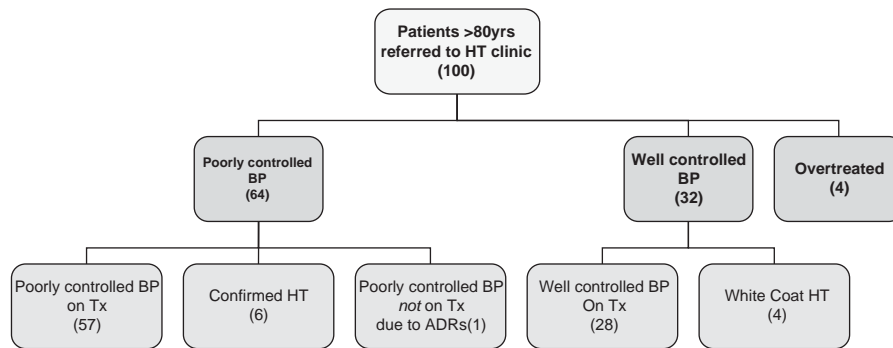 Patients >80yrs
referred to HT clinic
(100)
Poorly controlled
BP
(64)
Well controlled
BP
(32)
Overtreated
(4)
Poorly controlled BP
on Tx
(57)
Confirmed HT
(6)
Poorly controlled BP
not on Tx
due to ADRs(1)
Well controlled BP
On Tx
(28)
White Coat HT
(4)